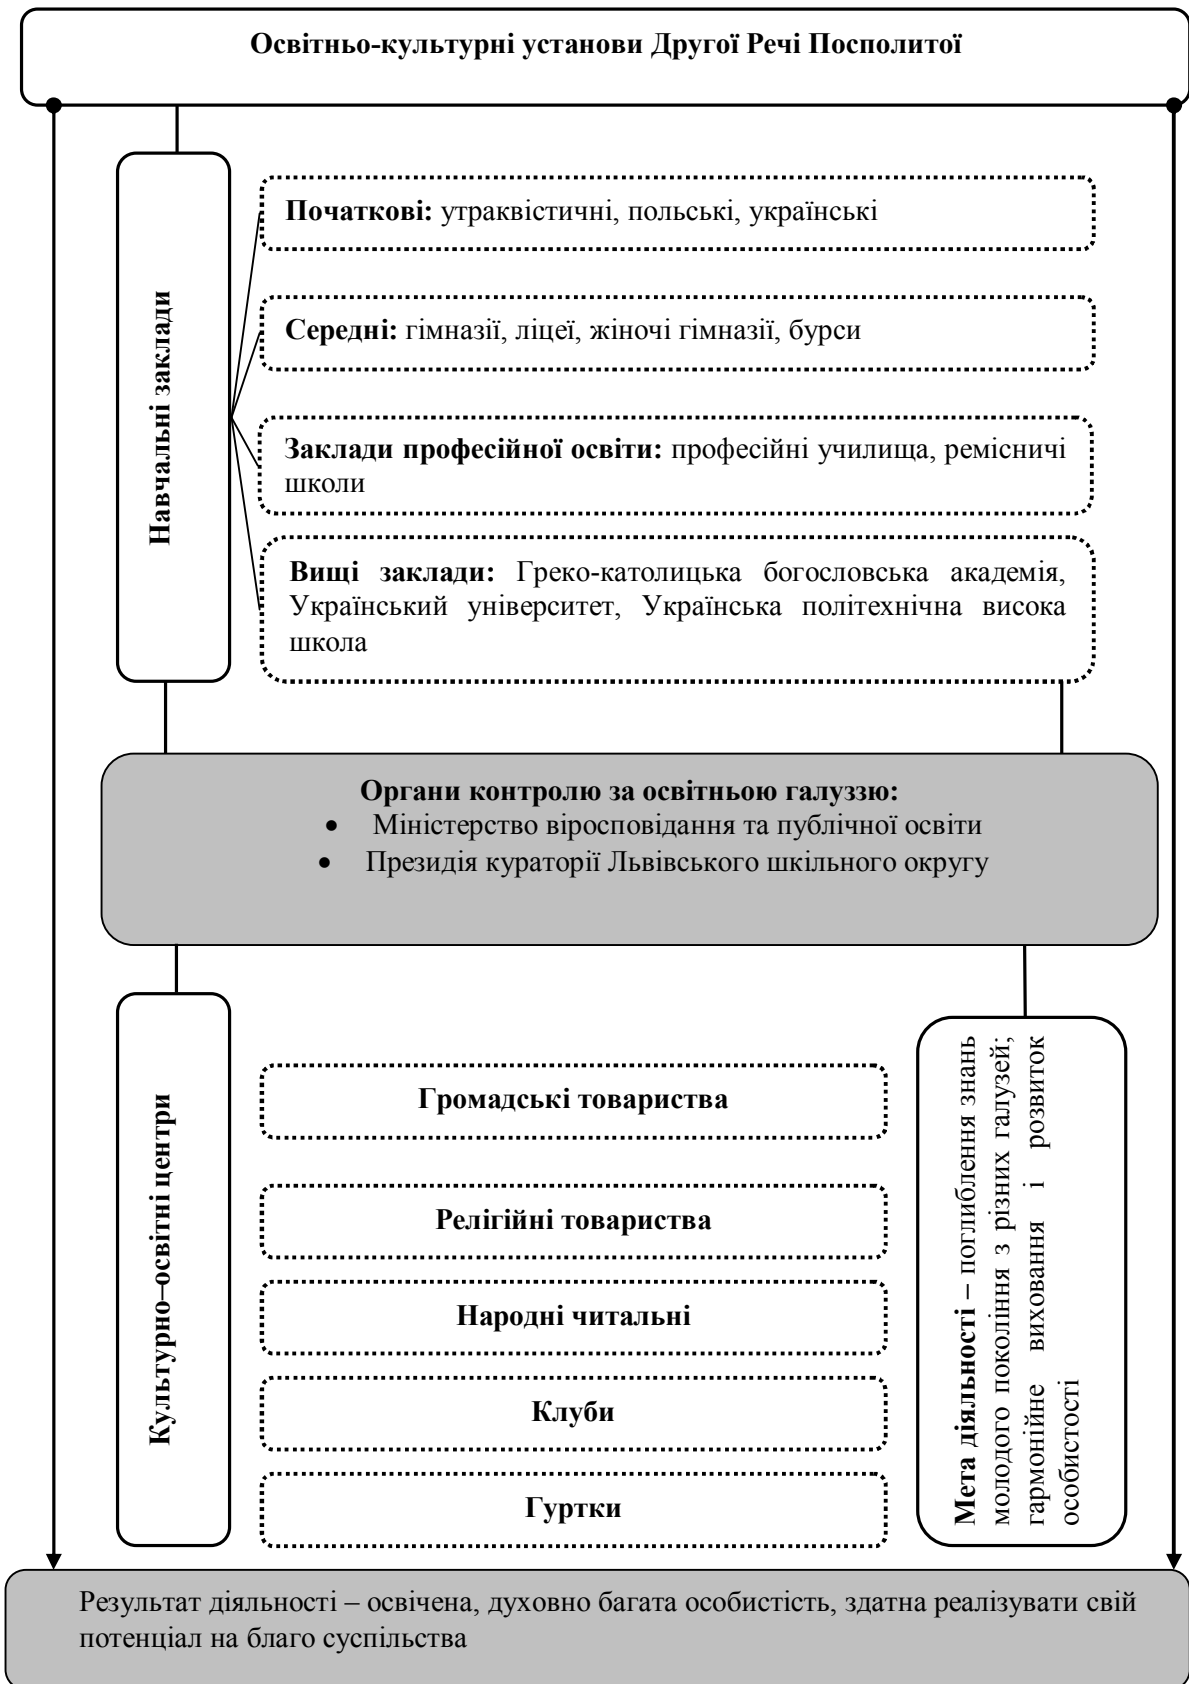 Освітньо-культурні установи Другої Речі Посполитої
Навчальні заклади
Початкові: утраквістичні, польські, українські
Середні: гімназії, ліцеї, жіночі гімназії, бурси
Заклади професійної освіти: професійні училища, ремісничі
школи
Вищі заклади: Греко-католицька богословська академія,
Український університет, Українська політехнічна висока
школа
Органи контролю за освітньою галуззю:
• Міністерство віросповідання та публічної освіти
• Президія кураторії Львівського шкільного округу
Культурно–освітні центри
Громадські товариства
Релігійні товариства
Народні читальні
Клуби
Гуртки
Мета діяльності – поглиблення знань
молодого покоління з різних галузей;
гармонійне виховання і розвиток
особистості
Результат діяльності – освічена, духовно багата особистість, здатна реалізувати свій
потенціал на благо суспільства